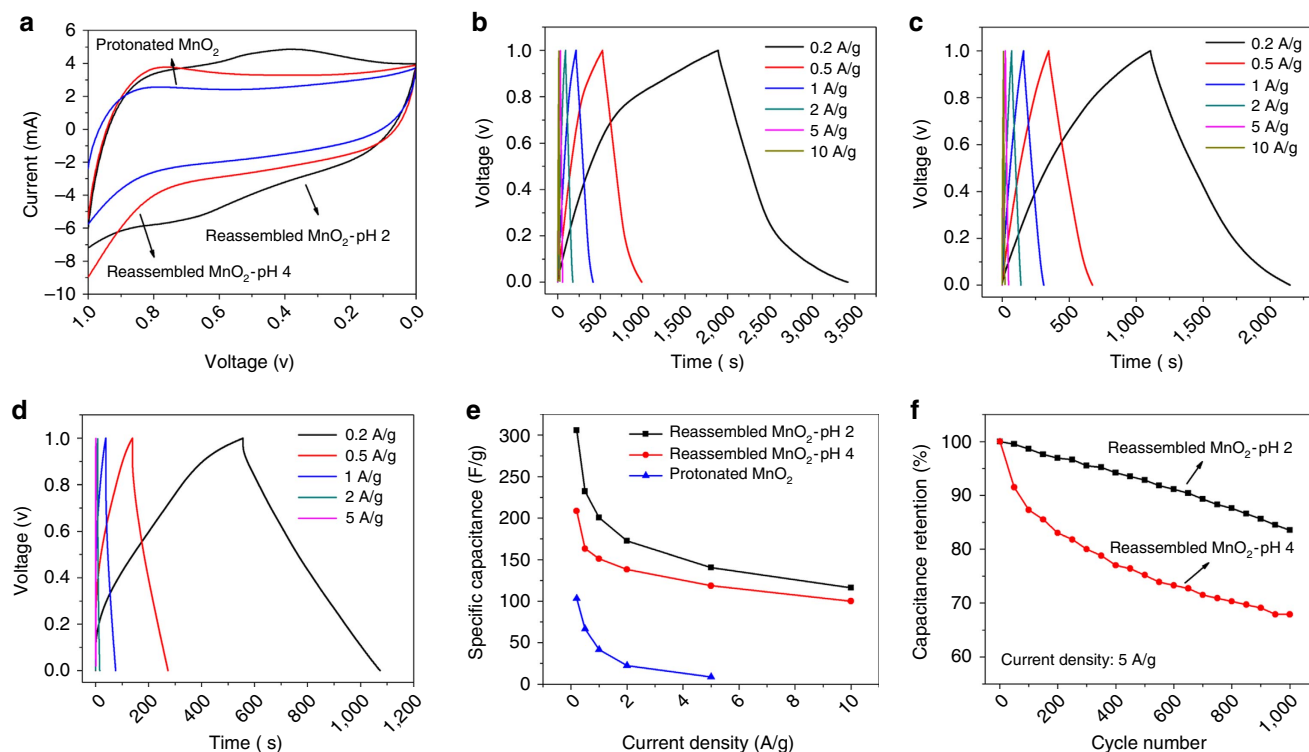 a
Protonated MnO2
Reassembled MnO2-pH 2
Reassembled MnO2-pH 4
Current (mA)
6
4
2
0
–2
–4
–6
–8
–10
1.0
0.8
0.6
0.4
0.2
0.0
Voltage (v)
b
0.2 A/g
0.5 A/g
1 A/g
2 A/g
5 A/g
10 A/g
Voltage (v)
1.0
0.8
0.6
0.4
0.2
0.0
0
500
1,000
1,500
2,000
2,500
3,000
3,500
Time ( s)
c
0.2 A/g
0.5 A/g
1 A/g
2 A/g
5 A/g
10 A/g
Voltage (v)
1.0
0.8
0.6
0.4
0.2
0.0
0
500
1,000
1,500
2,000
Time ( s)
d
0.2 A/g
0.5 A/g
1 A/g
2 A/g
5 A/g
Voltage (v)
1.0
0.8
0.6
0.4
0.2
0.0
0
200
400
600
800
1,000
1,200
Time ( s)
e
Reassembled MnO2-pH 2
Reassembled MnO2-pH 4
Protonated MnO2
Specific capacitance (F/g)
300
250
200
150
100
50
0
0
2
4
6
8
10
Current density (A/g)
f
Reassembled MnO2-pH 2
Reassembled MnO2-pH 4
Current density: 5 A/g
Capacitance retention (%)
100
90
80
70
60
0
200
400
600
800
1,000
Cycle number